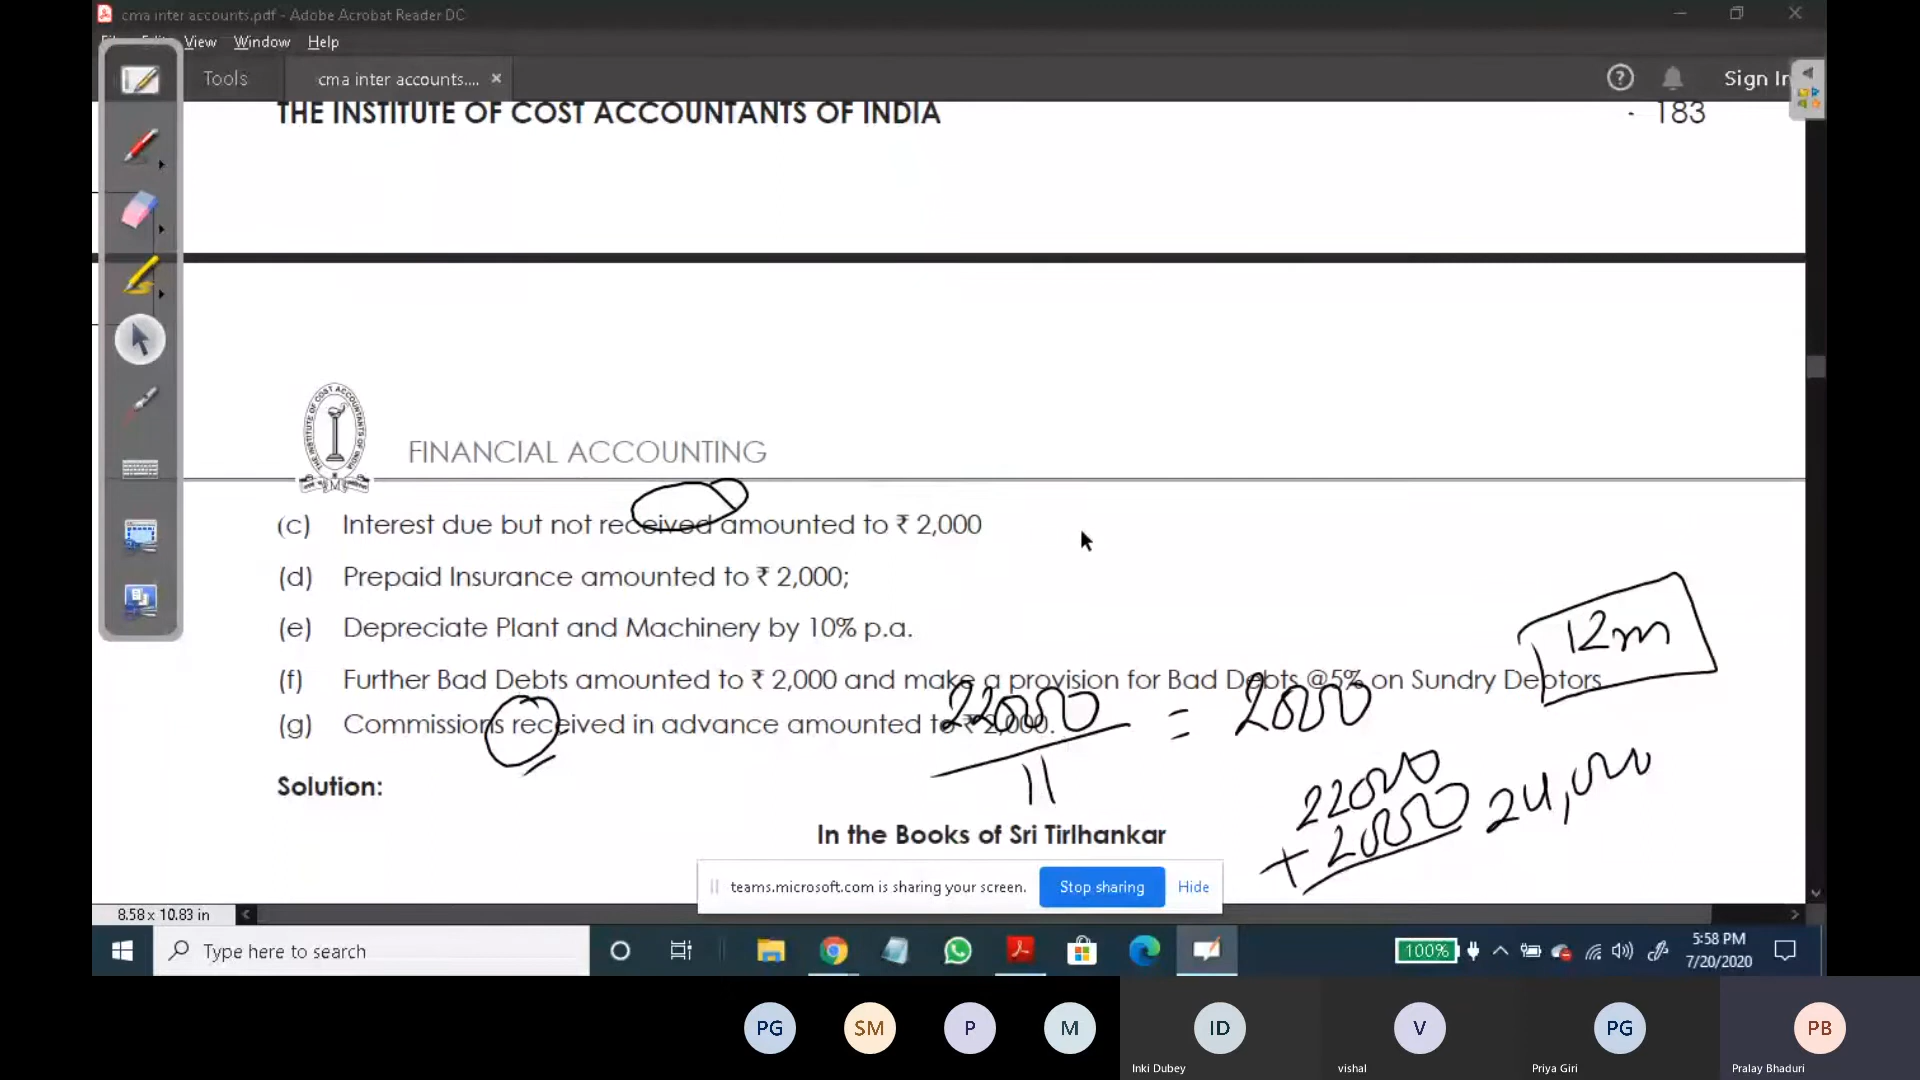 cma inter accounts.pdf - Adobe Acrobat Reader DC
View Window Help
Tools
cma inter accounts.... ×
Sign In
THE INSTITUTE OF COST ACCOUNTANTS OF INDIA
183
FINANCIAL ACCOUNTING
(c) Interest due but not received amounted to ₹ 2,000
(d) Prepaid Insurance amounted to ₹ 2,000;
(e) Depreciate Plant and Machinery by 10% p.a.
12m
(f) Further Bad Debts amounted to ₹ 2,000 and make a provision for Bad Debts @5% on Sundry Debtors
(g) Commissions received in advance amounted to ₹ 2,000.
22000
11
= 2000
22000
+ 2000
24,000
Solution:
In the Books of Sri Tirlhankar
teams.microsoft.com is sharing your screen.
Stop sharing
Hide
8.58 x 10.83 in
Type here to search
100%
5:58 PM
7/20/2020
PG
SM
P
M
ID
V
PG
PB
Inki Dubey
vishal
Priya Giri
Pralay Bhaduri